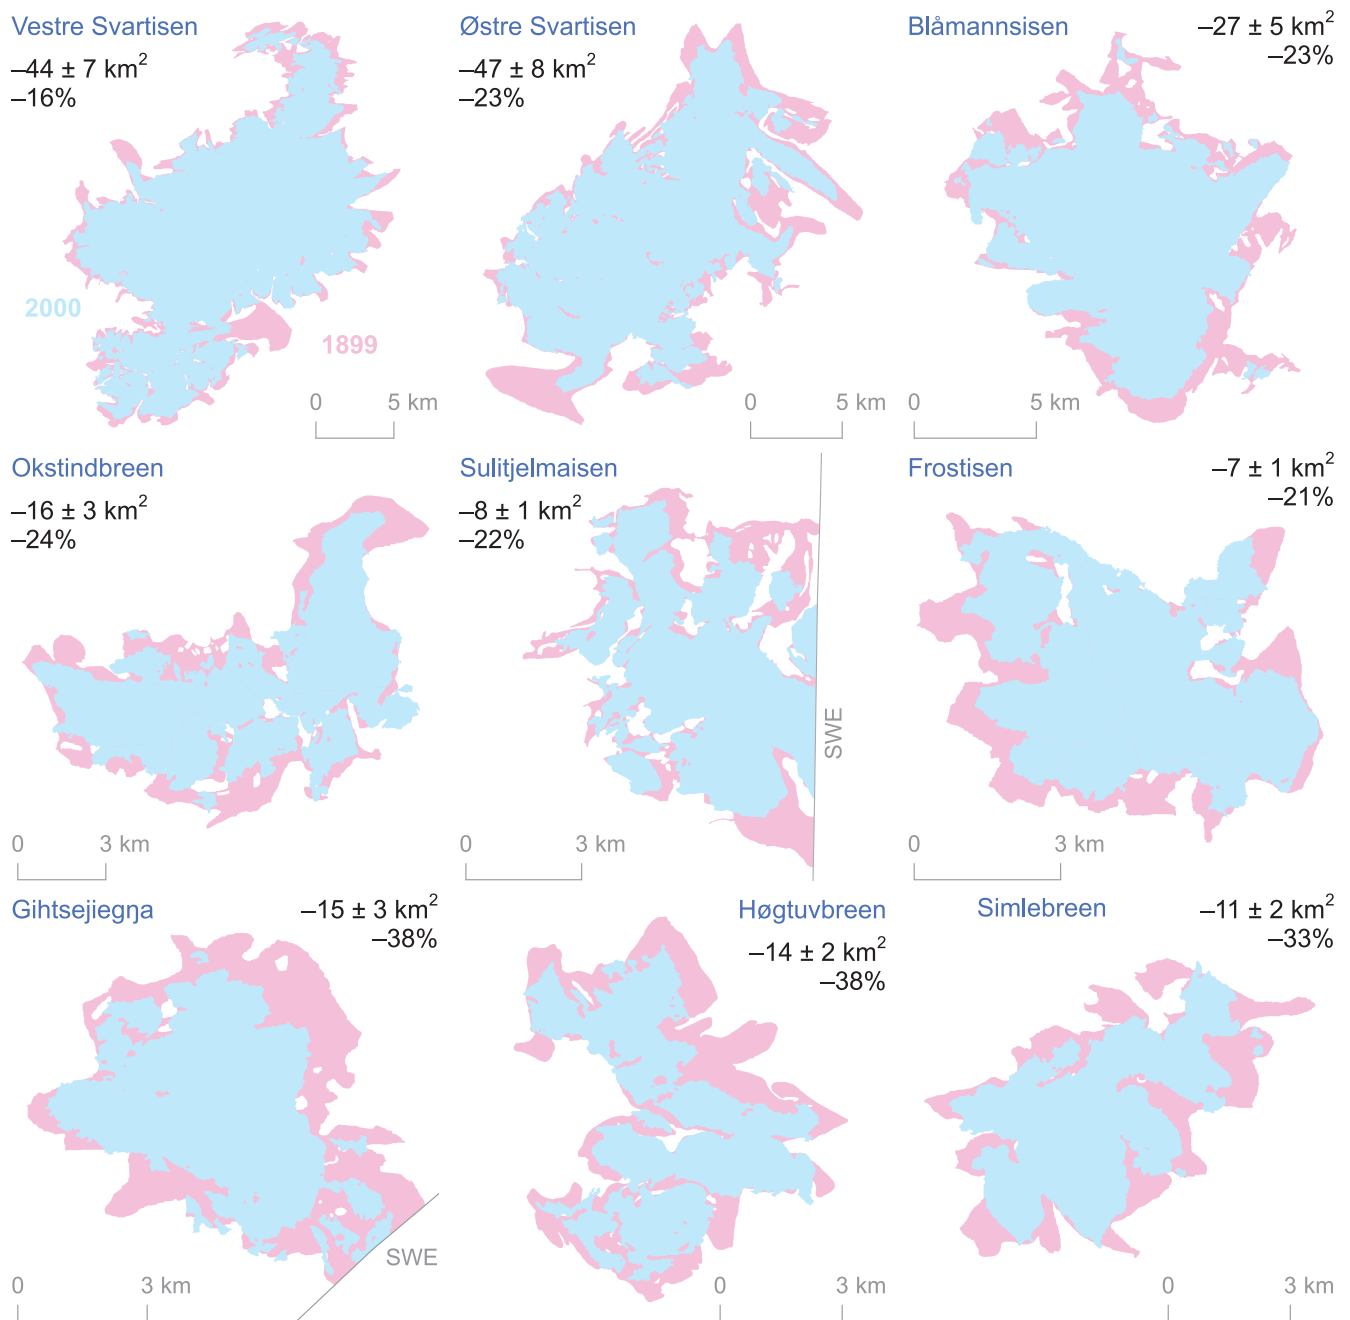 Vestre Svartisen
–44 ± 7 km²
–16%
2000
1899
0 5 km
Østre Svartisen
–47 ± 8 km²
–23%
0 5 km
Blåmannsisen
–27 ± 5 km²
–23%
0 5 km
Okstindbreen
–16 ± 3 km²
–24%
0 3 km
Sulitjelmaisen
–8 ± 1 km²
–22%
SWE
0 3 km
Frostisen
–7 ± 1 km²
–21%
0 3 km
Gihtsejiegŋa
–15 ± 3 km²
–38%
SWE
0 3 km
Høgtuvbreen
–14 ± 2 km²
–38%
0 3 km
Simlebreen
–11 ± 2 km²
–33%
0 3 km